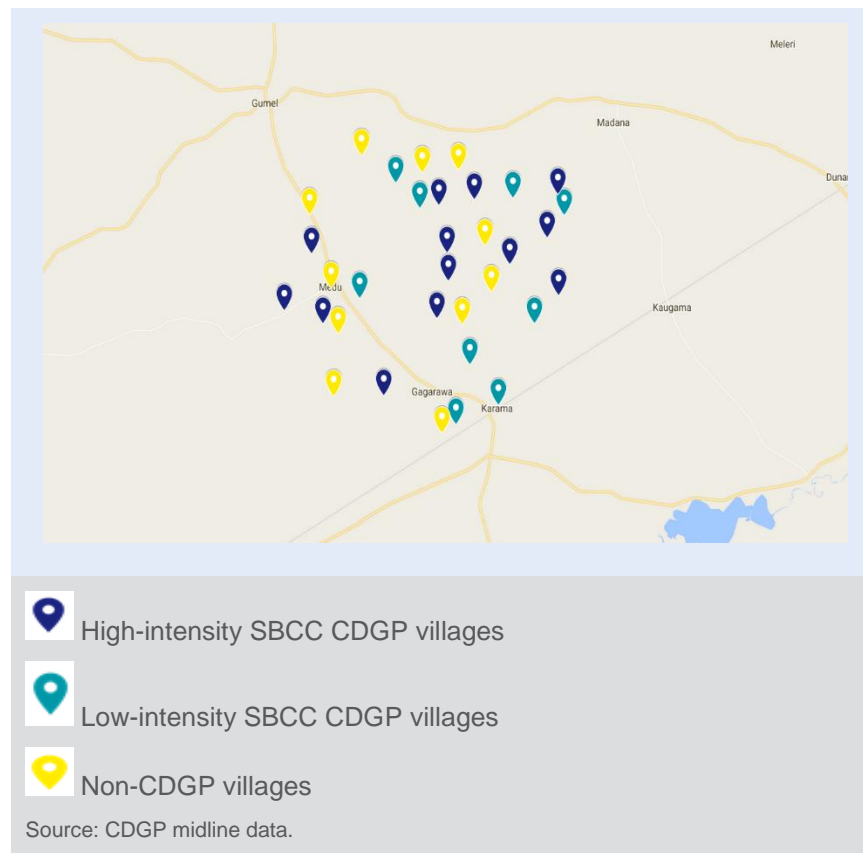 Meleri
Gumel
Madana
Medu
Kaugama
Gagarawa
Karama
High-intensity SBCC CDGP villages
Low-intensity SBCC CDGP villages
Non-CDGP villages
Source: CDGP midline data.